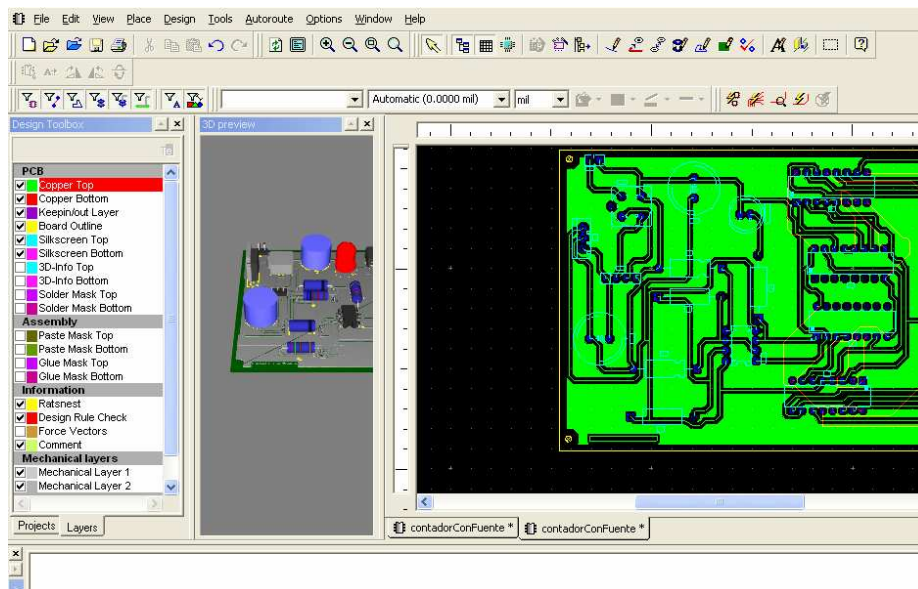 File Edit View Place Design Tools Autoroute Options Window Help
Automatic (0.0000 mil) mil
Design Toolbox
3D preview
PCB
Copper Top
Copper Bottom
Keepin/out Layer
Board Outline
Silkscreen Top
Silkscreen Bottom
3D-Info Top
3D-Info Bottom
Solder Mask Top
Solder Mask Bottom
Assembly
Paste Mask Top
Paste Mask Bottom
Glue Mask Top
Glue Mask Bottom
Information
Ratsnest
Design Rule Check
Force Vectors
Comment
Mechanical layers
Mechanical Layer 1
Mechanical Layer 2
Projects Layers
contadorConFuente * contadorConFuente *